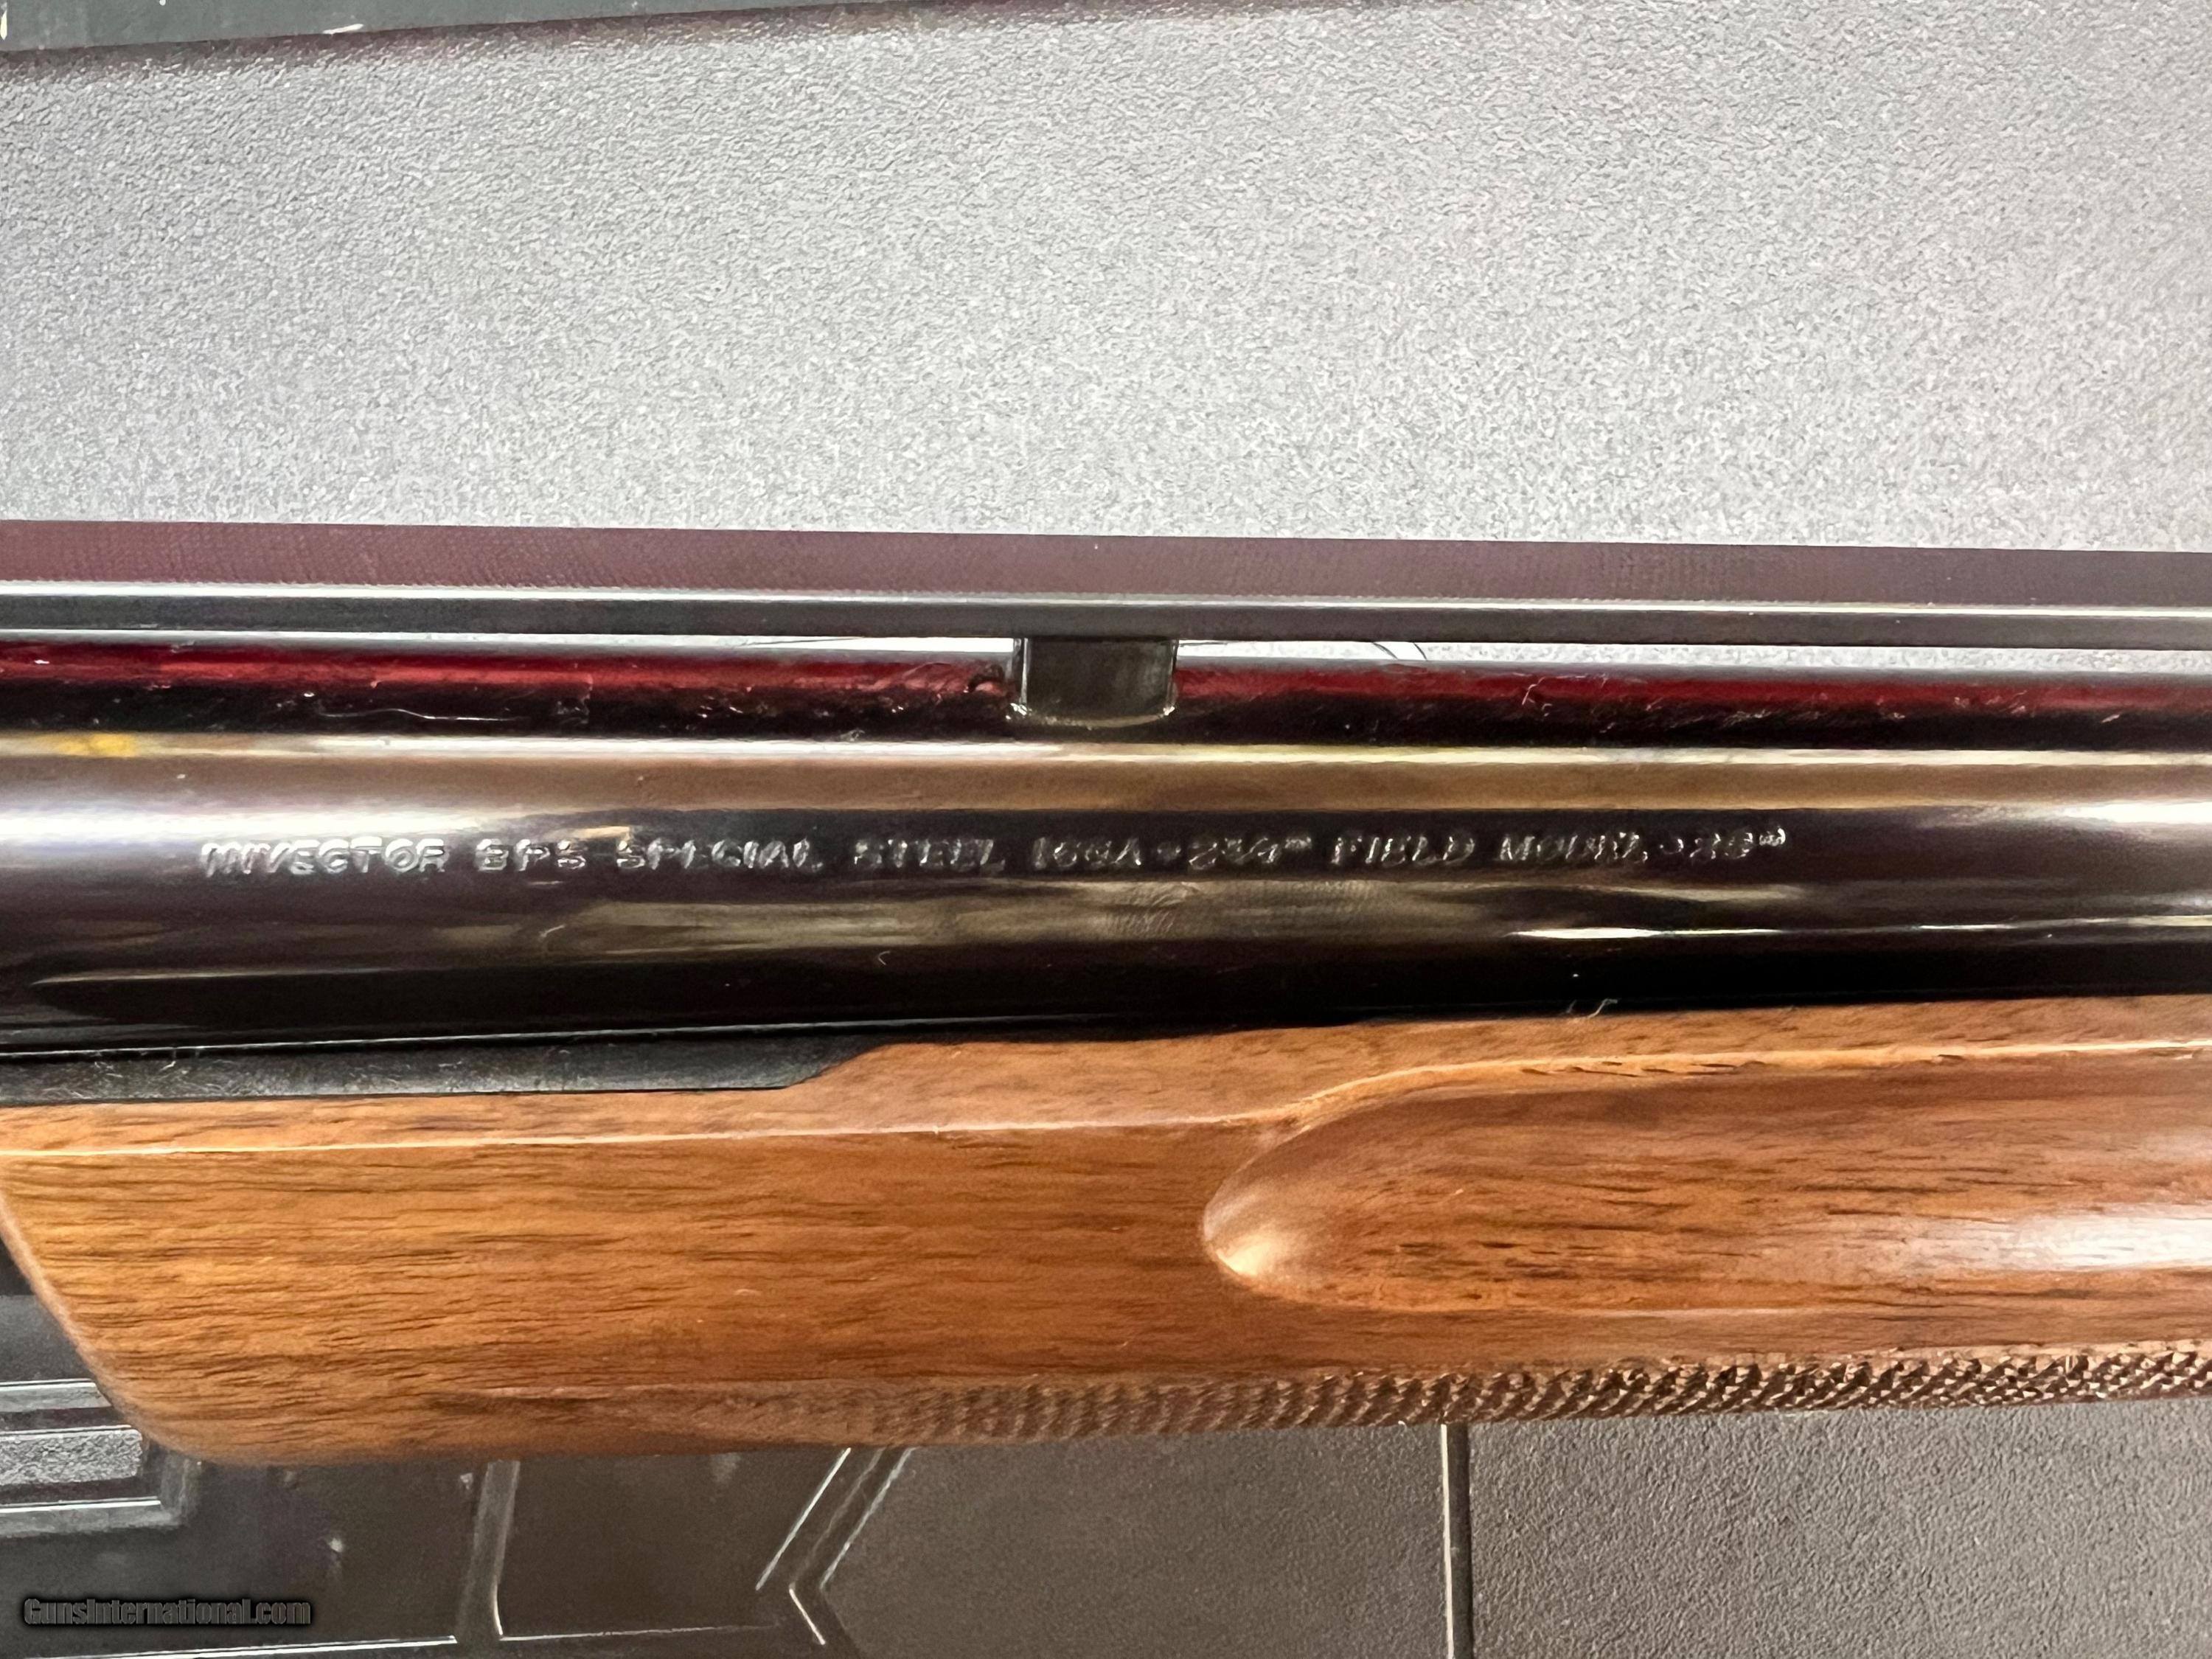 INVECTOR BPS SPECIAL STEEL 16GA • 2¾" FIELD MODEL • 26"
GunsInternational.com